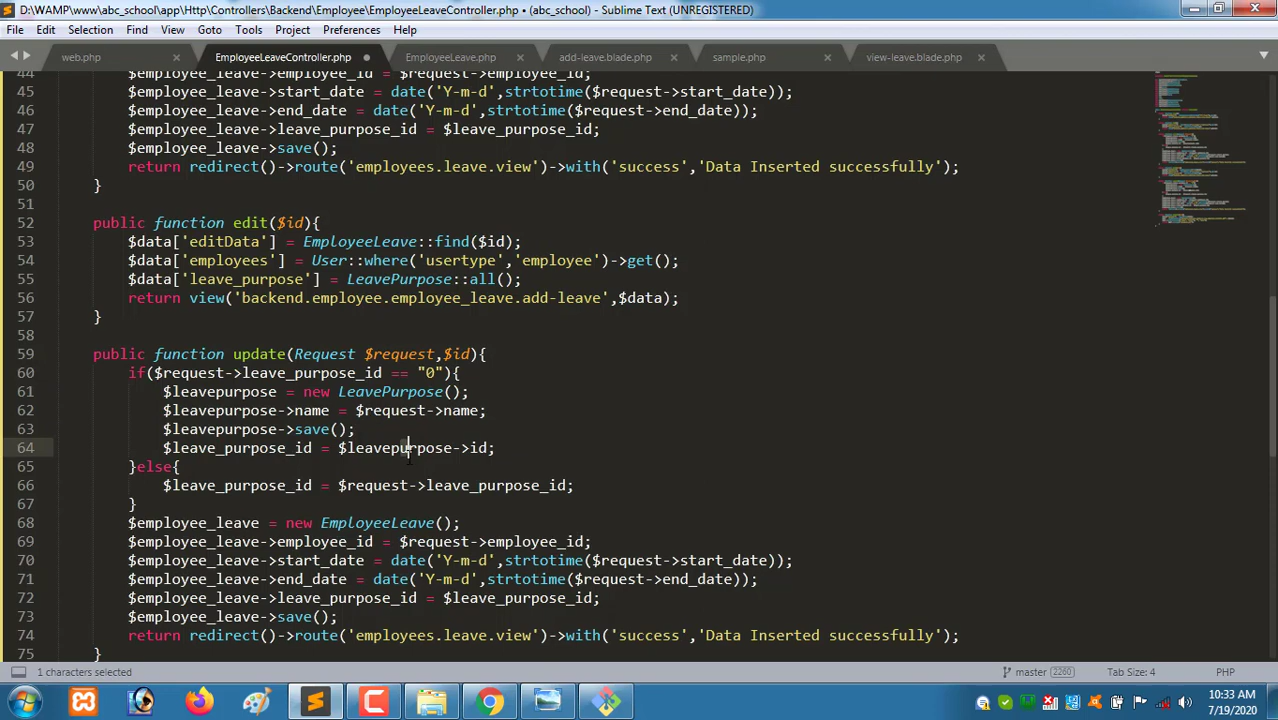 D:\WAMP\www\abc_school\app\Http\Controllers\Backend\Employee\EmployeeLeaveController.php • (abc_school) - Sublime Text (UNREGISTERED)
File Edit Selection Find View Goto Tools Project Preferences Help
web.php EmployeeLeaveController.php EmployeeLeave.php add-leave.blade.php sample.php view-leave.blade.php
44 $employee_leave->employee_id = $request->employee_id;
45 $employee_leave->start_date = date('Y-m-d',strtotime($request->start_date));
46 $employee_leave->end_date = date('Y-m-d',strtotime($request->end_date));
47 $employee_leave->leave_purpose_id = $leave_purpose_id;
48 $employee_leave->save();
49 return redirect()->route('employees.leave.view')->with('success','Data Inserted successfully');
50 }
51
52 public function edit($id){
53 $data['editData'] = EmployeeLeave::find($id);
54 $data['employees'] = User::where('usertype','employee')->get();
55 $data['leave_purpose'] = LeavePurpose::all();
56 return view('backend.employee.employee_leave.add-leave',$data);
57 }
58
59 public function update(Request $request,$id){
60 if($request->leave_purpose_id == "0"){
61 $leavepurpose = new LeavePurpose();
62 $leavepurpose->name = $request->name;
63 $leavepurpose->save();
64 $leave_purpose_id = $leavepurpose->id;
65 }else{
66 $leave_purpose_id = $request->leave_purpose_id;
67 }
68 $employee_leave = new EmployeeLeave();
69 $employee_leave->employee_id = $request->employee_id;
70 $employee_leave->start_date = date('Y-m-d',strtotime($request->start_date));
71 $employee_leave->end_date = date('Y-m-d',strtotime($request->end_date));
72 $employee_leave->leave_purpose_id = $leave_purpose_id;
73 $employee_leave->save();
74 return redirect()->route('employees.leave.view')->with('success','Data Inserted successfully');
75 }
1 characters selected master 2260 Tab Size: 4 PHP
10:33 AM
7/19/2020